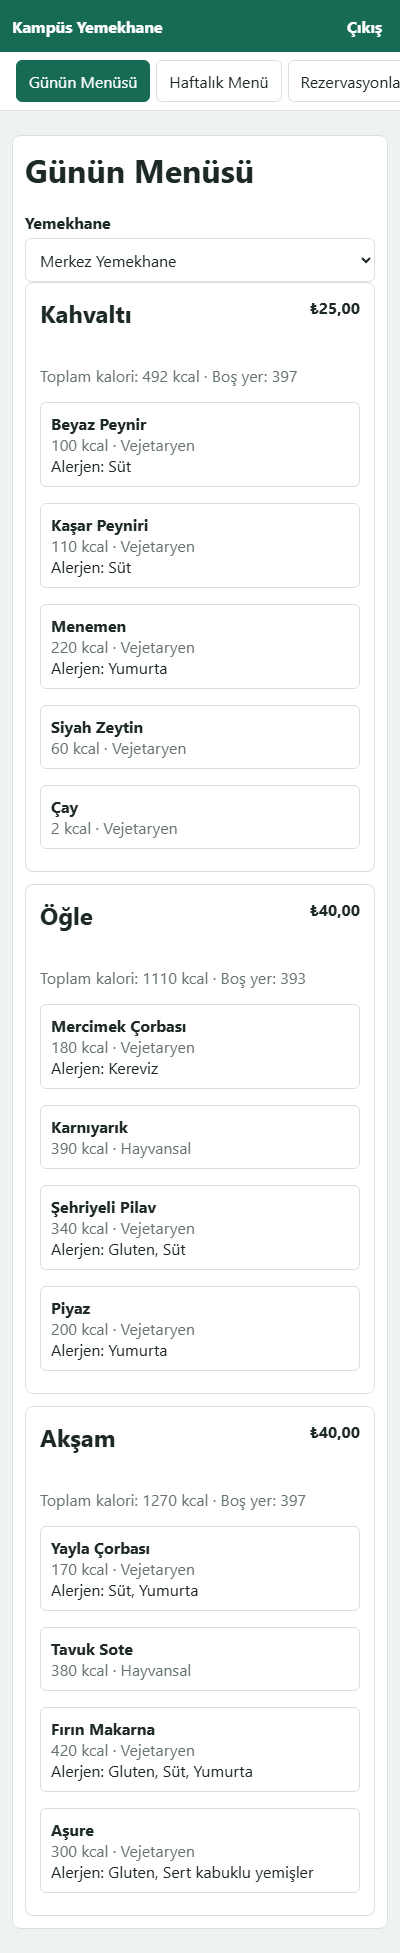 Kampüs Yemekhane
Çıkış
Günün Menüsü
Haftalık Menü
Rezervasyonla
Günün Menüsü
Yemekhane
Merkez Yemekhane
Kahvaltı
₺25,00
Toplam kalori: 492 kcal · Boş yer: 397
Beyaz Peynir
100 kcal · Vejetaryen
Alerjen: Süt
Kaşar Peyniri
110 kcal · Vejetaryen
Alerjen: Süt
Menemen
220 kcal · Vejetaryen
Alerjen: Yumurta
Siyah Zeytin
60 kcal · Vejetaryen
Çay
2 kcal · Vejetaryen
Öğle
₺40,00
Toplam kalori: 1110 kcal · Boş yer: 393
Mercimek Çorbası
180 kcal · Vejetaryen
Alerjen: Kereviz
Karnıyarık
390 kcal · Hayvansal
Şehriyeli Pilav
340 kcal · Vejetaryen
Alerjen: Gluten, Süt
Piyaz
200 kcal · Vejetaryen
Alerjen: Yumurta
Akşam
₺40,00
Toplam kalori: 1270 kcal · Boş yer: 397
Yayla Çorbası
170 kcal · Vejetaryen
Alerjen: Süt, Yumurta
Tavuk Sote
380 kcal · Hayvansal
Fırın Makarna
420 kcal · Vejetaryen
Alerjen: Gluten, Süt, Yumurta
Aşure
300 kcal · Vejetaryen
Alerjen: Gluten, Sert kabuklu yemişler